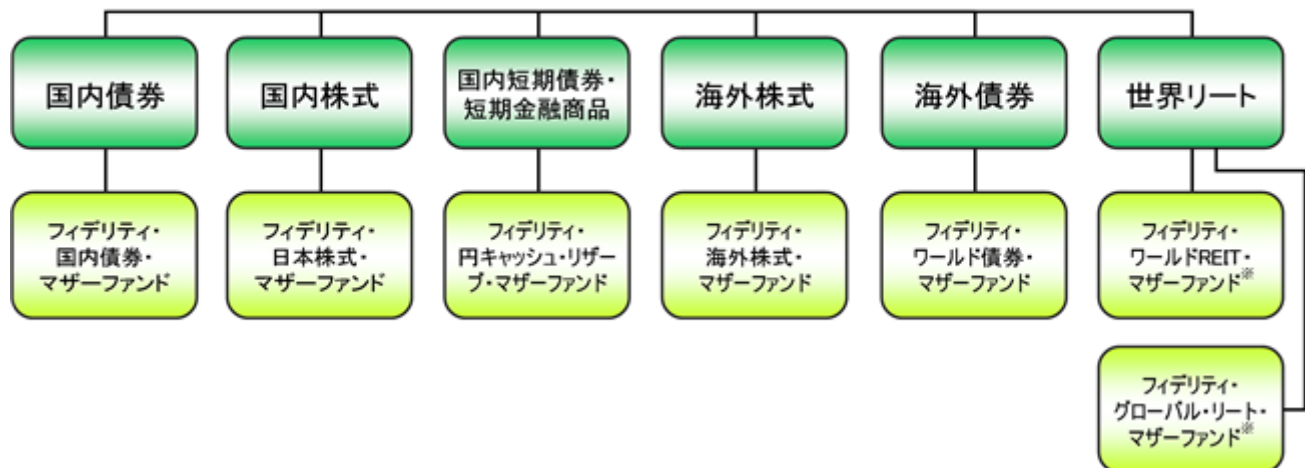 国内債券
国内株式
国内短期債券・
短期金融商品
海外株式
海外債券
世界リート
フィデリティ・
国内債券・
マザーファンド
フィデリティ・
日本株式・
マザーファンド
フィデリティ・
円キャッシュ・リザー
ブ・マザーファンド
フィデリティ・
海外株式・
マザーファンド
フィデリティ・
ワールド債券・
マザーファンド
フィデリティ・
ワールドREIT・
マザーファンド※
フィデリティ・
グローバル・リート・
マザーファンド※